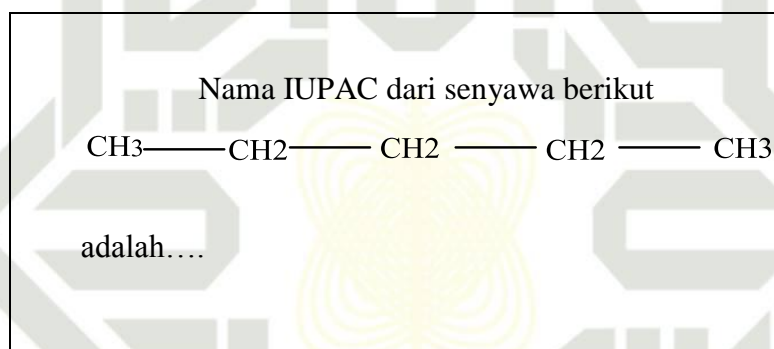 Nama IUPAC dari senyawa berikut
CH3—CH2—CH2—CH2—CH3
adalah….